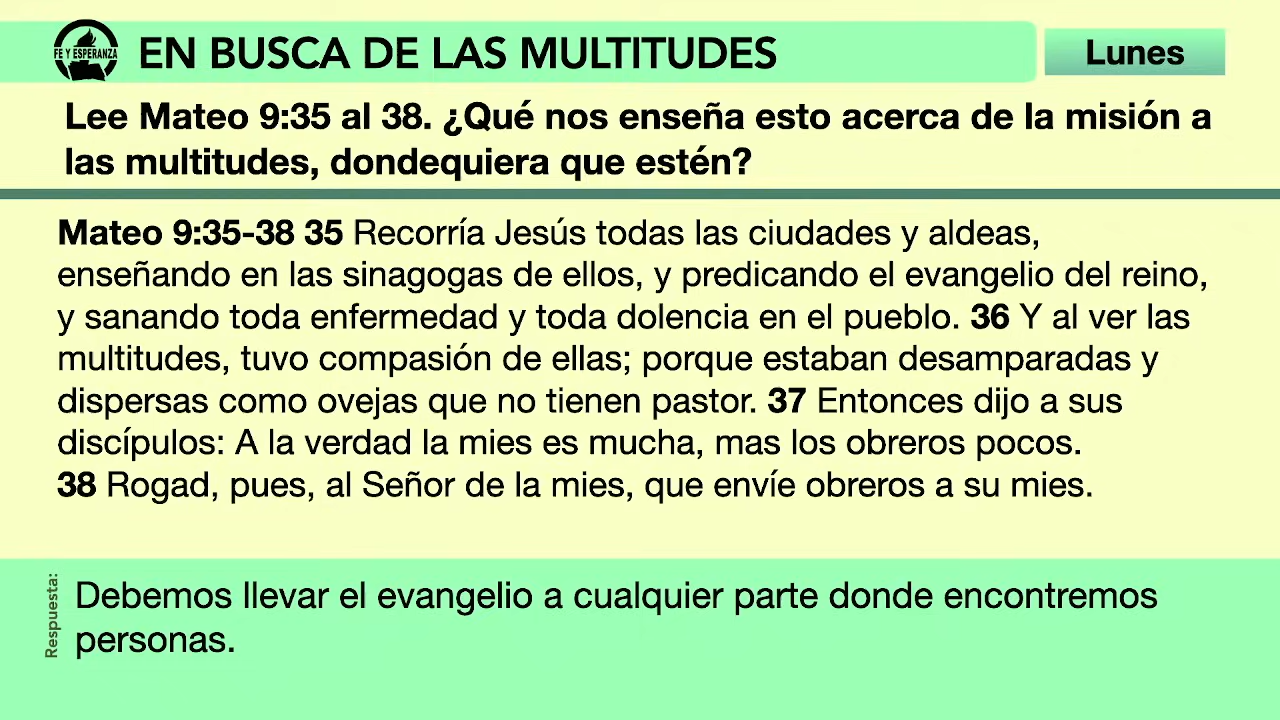 FE Y ESPERANZA
EN BUSCA DE LAS MULTITUDES
Lunes
Lee Mateo 9:35 al 38. ¿Qué nos enseña esto acerca de la misión a
las multitudes, dondequiera que estén?
Mateo 9:35-38 35 Recorría Jesús todas las ciudades y aldeas,
enseñando en las sinagogas de ellos, y predicando el evangelio del reino,
y sanando toda enfermedad y toda dolencia en el pueblo. 36 Y al ver las
multitudes, tuvo compasión de ellas; porque estaban desamparadas y
dispersas como ovejas que no tienen pastor. 37 Entonces dijo a sus
discípulos: A la verdad la mies es mucha, mas los obreros pocos.
38 Rogad, pues, al Señor de la mies, que envíe obreros a su mies.
Respuesta:
Debemos llevar el evangelio a cualquier parte donde encontremos
personas.